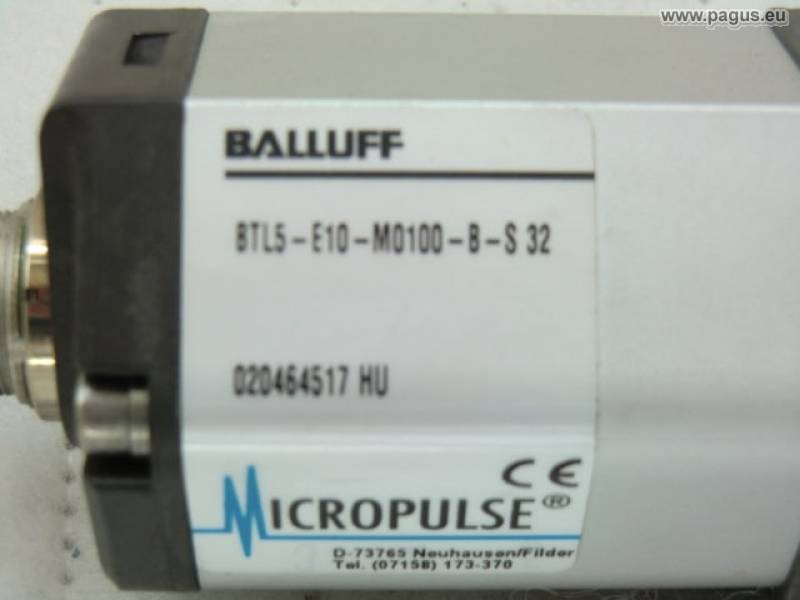 www.pagus.eu
BALLUFF
BTL5-E10-M0100-B-S 32
020464517 HU
CE
MICROPULSE®
D-73765 Neuhausen/Filder
Tel. (07158) 173-370